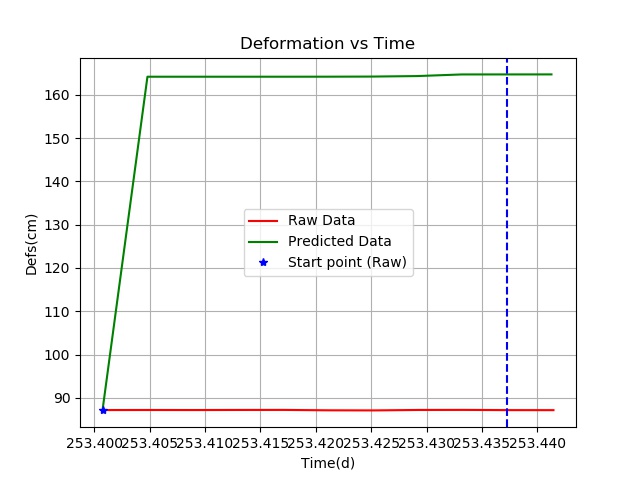 Deformation vs Time
Defs(cm)
160
150
140
130
120
110
100
90
Raw Data
Predicted Data
Start point (Raw)
253.400 253.405 253.410 253.415 253.420 253.425 253.430 253.435 253.440
Time(d)